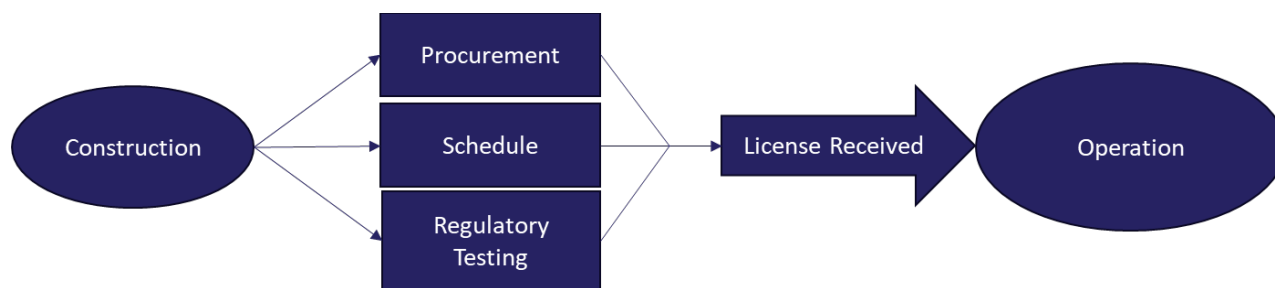 Construction
Procurement
Schedule
Regulatory
Testing
License Received
Operation